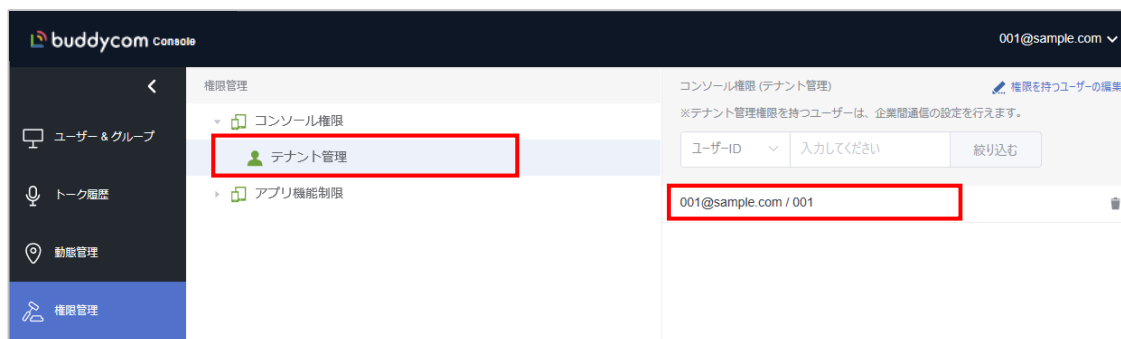 buddycom Console
001@sample.com
ユーザー & グループ
トーク履歴
動態管理
権限管理
権限管理
コンソール権限
テナント管理
アプリ機能制限
コンソール権限 (テナント管理)
権限を持つユーザーの編集
※テナント管理権限を持つユーザーは、企業間通信の設定を行えます。
ユーザーID
入力してください
絞り込む
001@sample.com / 001